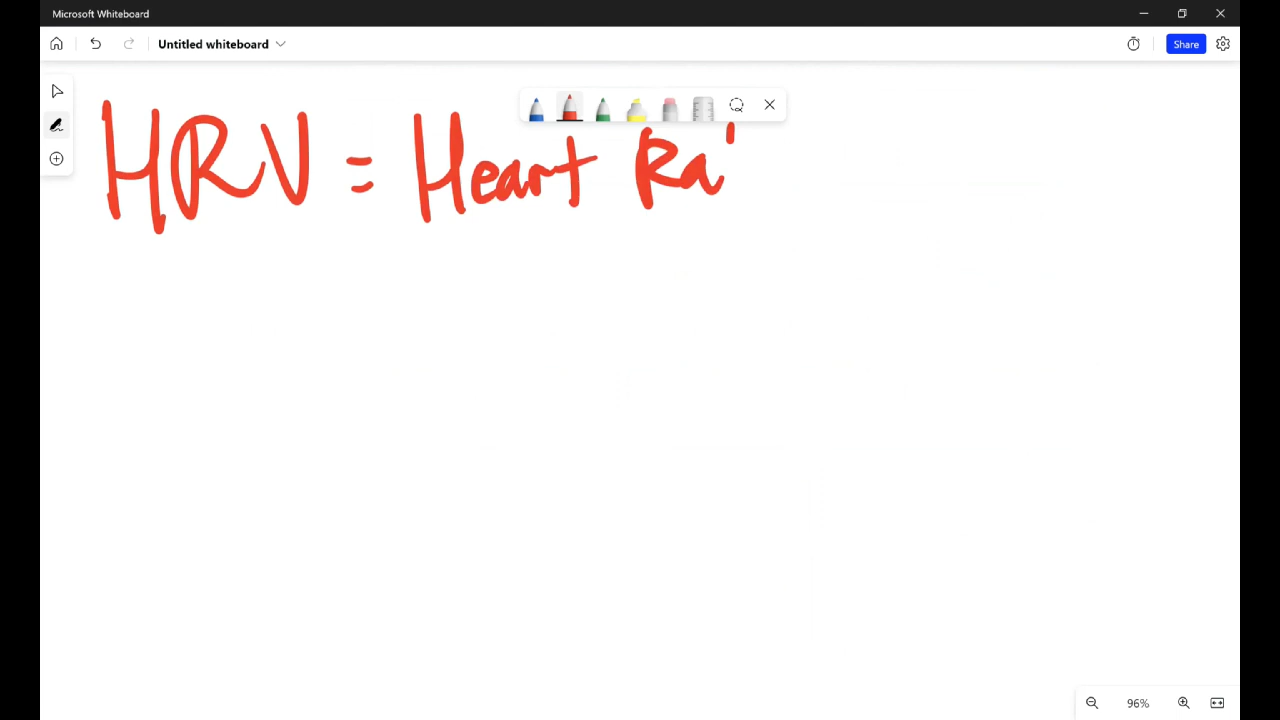 Microsoft Whiteboard
Untitled whiteboard
Share
HRV = Heart Ra'
96%